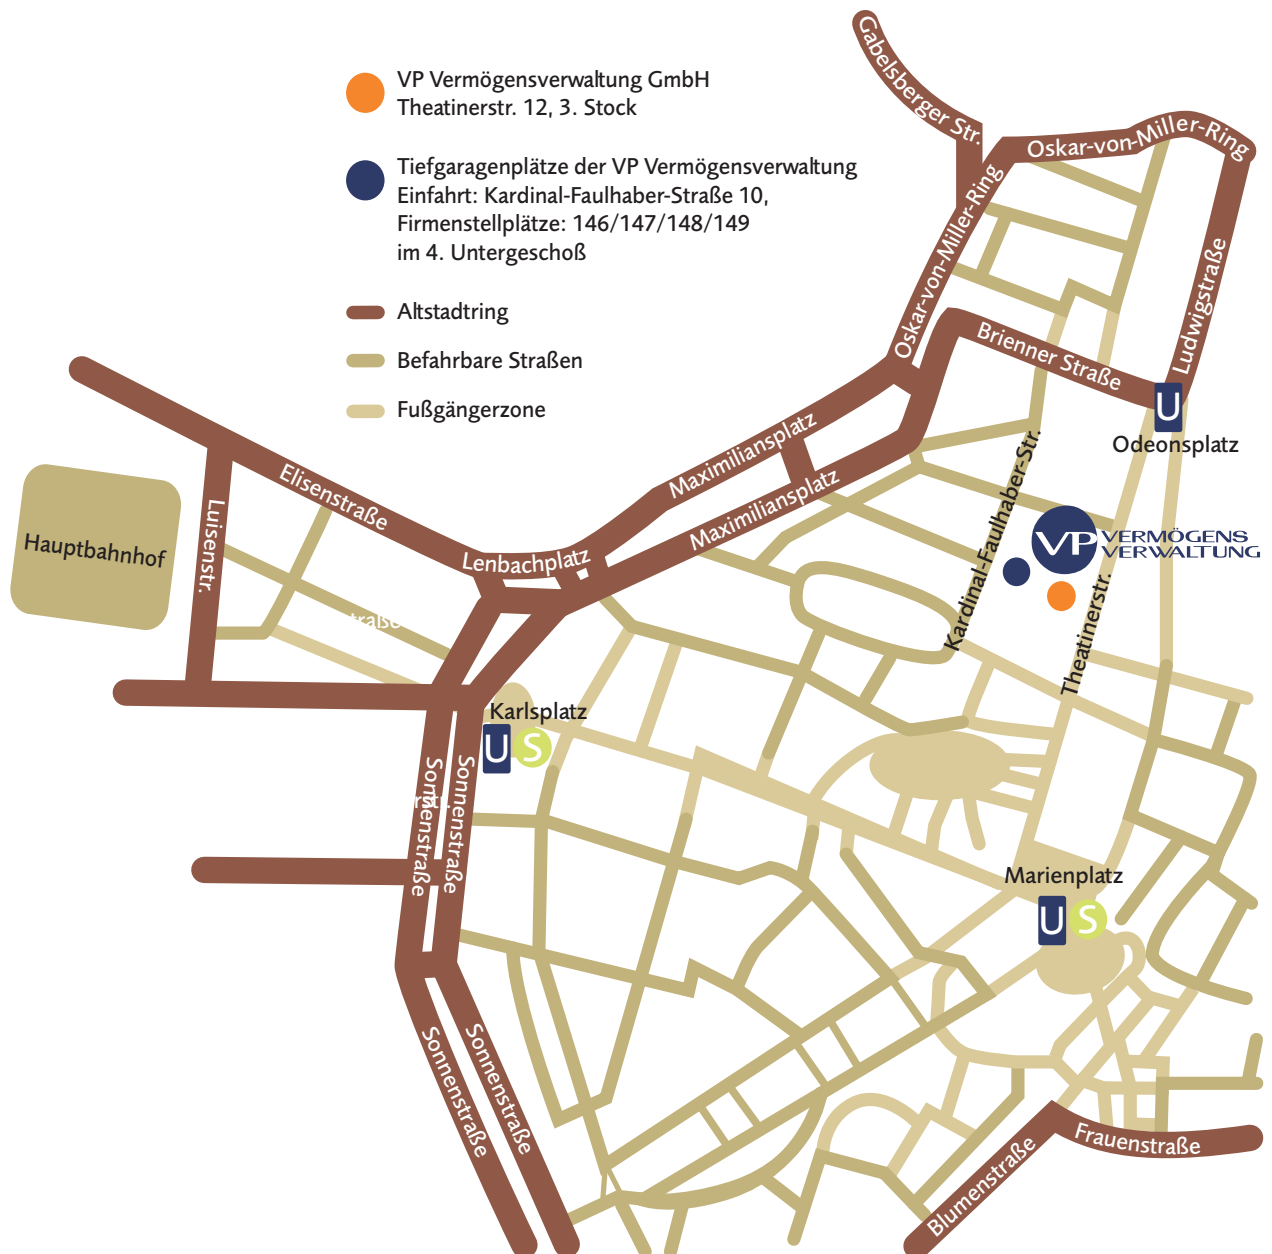 VP Vermögensverwaltung GmbH
Theatinerstr. 12, 3. Stock
Tiefgaragenplätze der VP Vermögensverwaltung
Einfahrt: Kardinal-Faulhaber-Straße 10,
Firmenstellplätze: 146/147/148/149
im 4. Untergeschoß
Altstadtring
Befahrbare Straßen
Fußgängerzone
Gabelsberger Str.
Oskar-von-Miller-Ring
Oskar-von-Miller-Ring
Ludwigstraße
Brienner Straße
U
Odeonsplatz
Maximiliansplatz
Maximiliansplatz
Elisenstraße
Luisenstr.
Hauptbahnhof
Lenbachplatz
Kardinal-Faulhaber-Str.
VP VERMÖGENS
VERWALTUNG
Theatinerstr.
Karlsplatz
U S
Sonnenstraße
Sonnenstraße
Marienplatz
U S
Sonnenstraße
Sonnenstraße
Blumenstraße
Frauenstraße